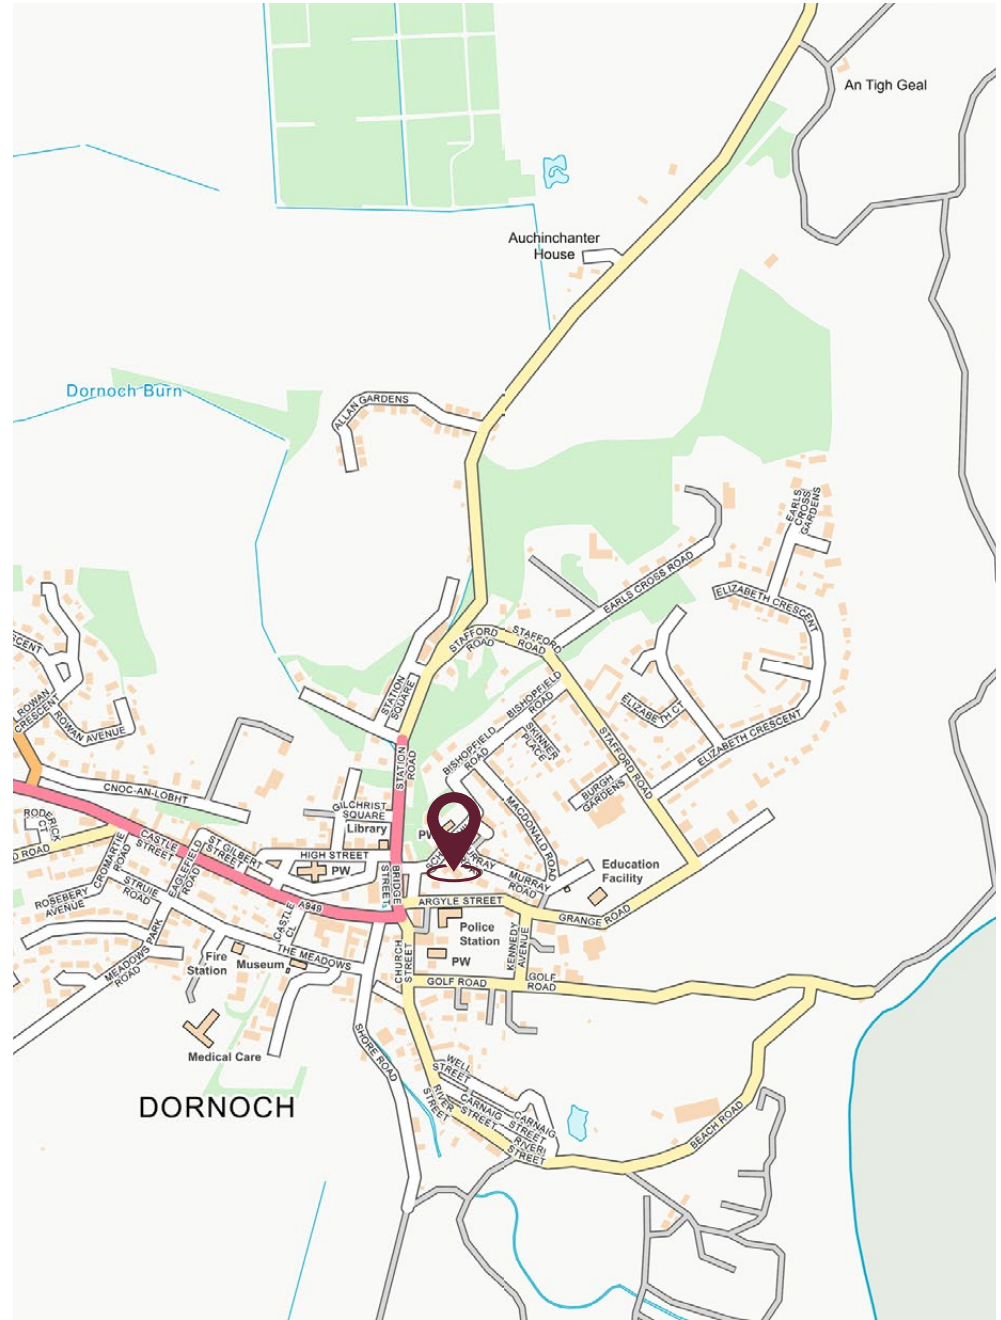 An Tigh Geal
Auchinchanter
House
Dornoch Burn
ALLAN GARDENS
EARLS
CROSS
GARDENS
EARLS CROSS ROAD
ELIZABETH CRESCENT
STAFFORD
ROAD
STAFFORD
ROAD
STATION
SQUARE
BISHOPFIELD
ROAD
ELIZABETH CT
ROWAN
CRESCENT
ROWAN AVENUE
SKINNER
PLACE
STAFFORD ROAD
ELIZABETH CRESCENT
BISHOPFIELD
ROAD
STATION
ROAD
CNOC-AN-LOBHT
BURGH
GARDENS
MACDONALD ROAD
GILCHRIST
SQUARE
Library
RODERICK
CT
CASTLE
STREET
CROMARTIE
ROAD
EAGLEFIELD
ROAD
ST GILBERT
STREET
HIGH STREET
PW
PW
MURRAY
ROAD
Education
Facility
D ROAD
STRUIE
ROAD
ROSEBERY
AVENUE
BRIDGE
STREET
ARGYLE STREET
A949
CASTLE
CL
GRANGE ROAD
Police
Station
PW
KENNEDY
AVENUE
CHURCH
STREET
MEADOWS PARK
ROAD
THE MEADOWS
Fire
Station
Museum
GOLF ROAD
GOLF
ROAD
Medical Care
SHORE ROAD
WELL
STREET
DORNOCH
RIVER
STREET
CARNAIG
STREET
CARNAIG
STREET
RIVERI
STREET
BEACH ROAD